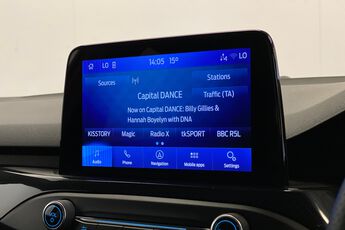 LO 14:05 15° LO
Sources Stations
Capital DANCE Traffic (TA)
Now on Capital DANCE: Billy Gillies &
Hannah Boyelyn with DNA
KISSTORY Magic Radio X tkSPORT BBC R5L
Audio Phone Navigation Mobile apps Settings